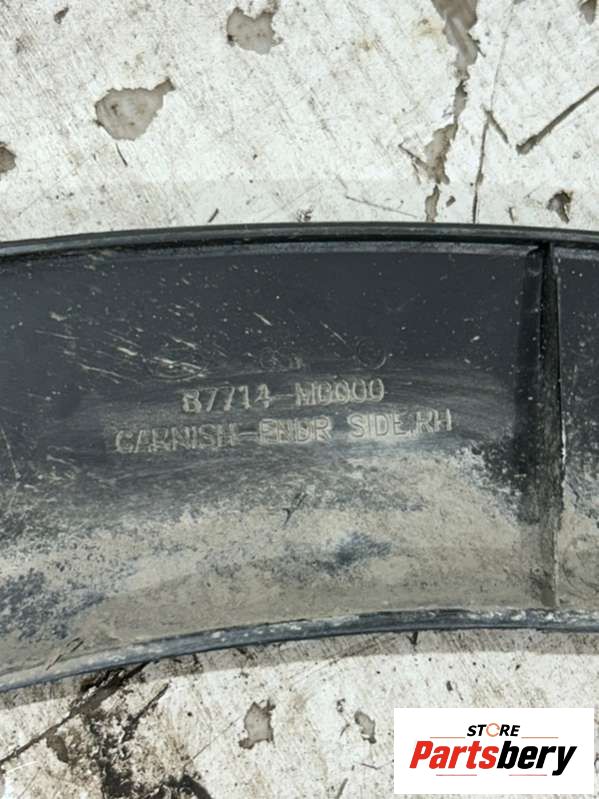 87714-M6000
GARNISH-FNDR SIDE,RH
STORE
Partsbery